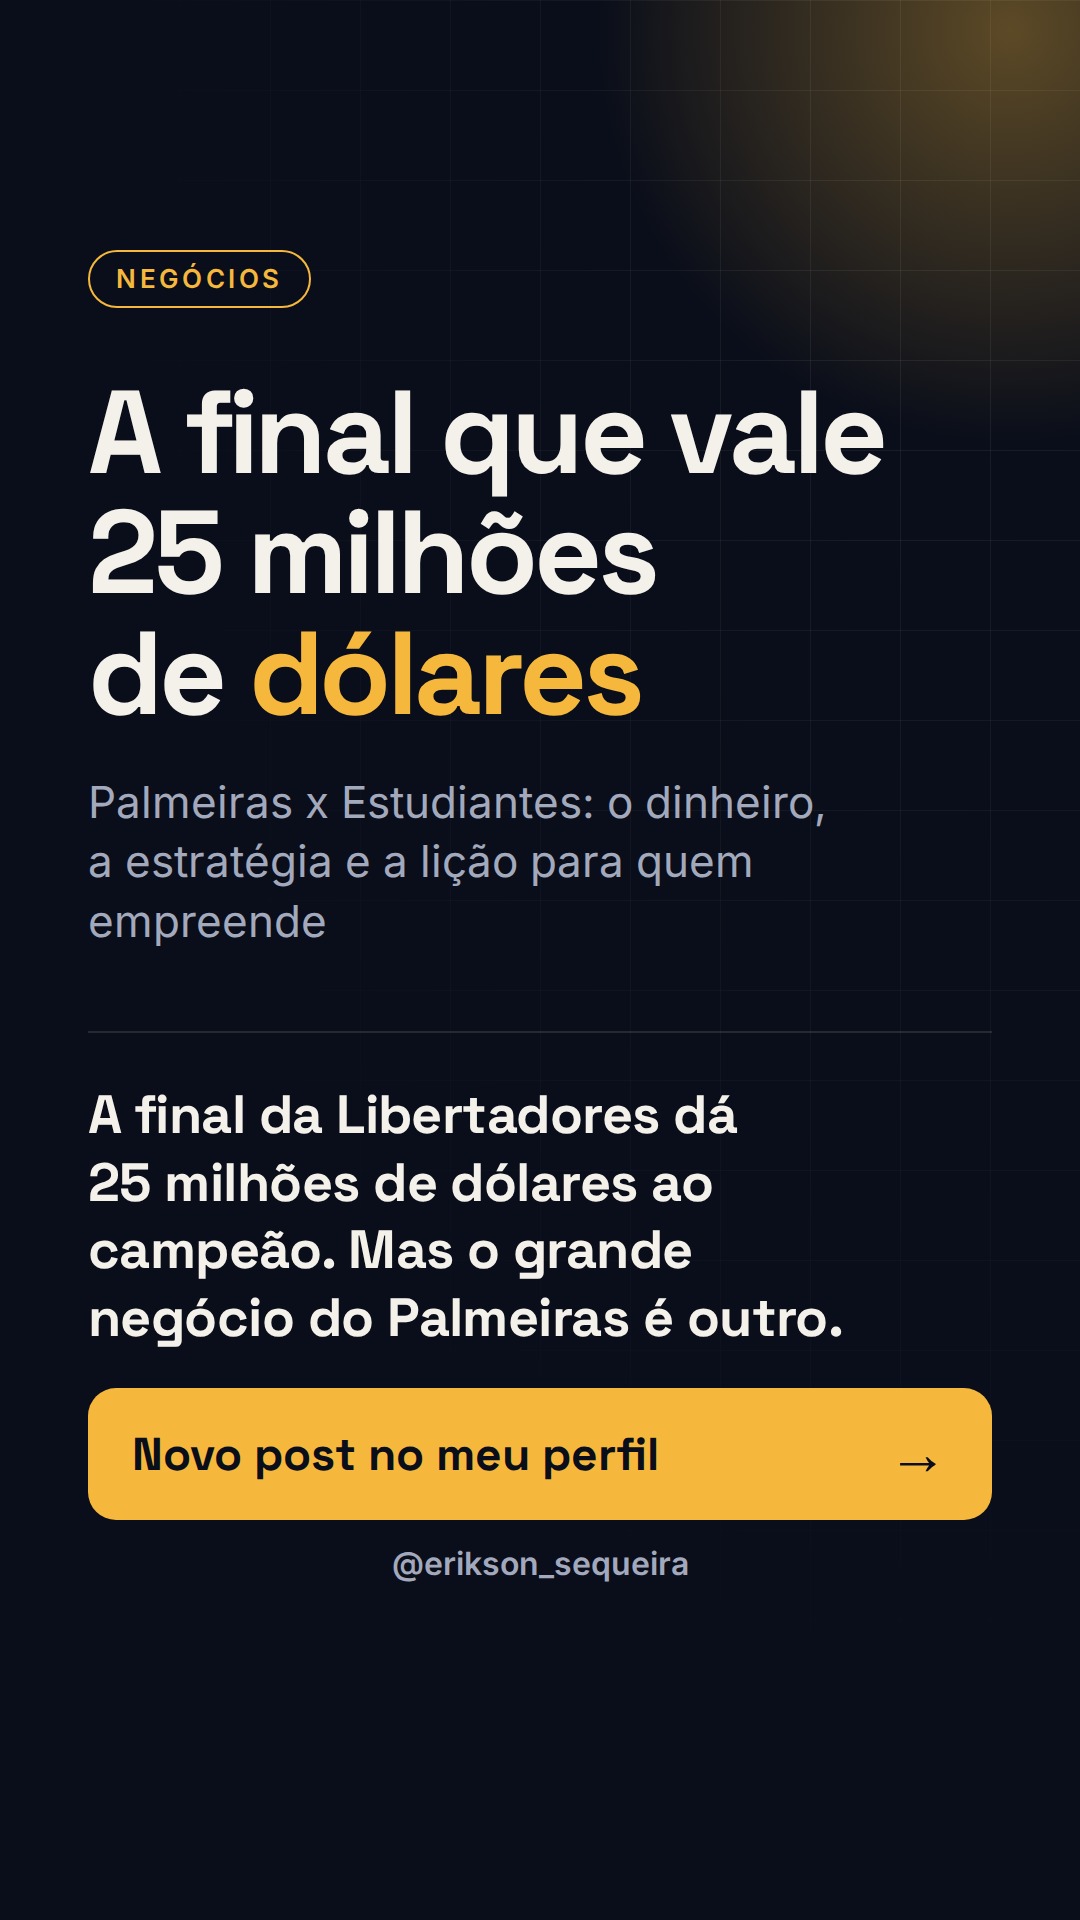 NEGÓCIOS
A final que vale
25 milhões
de dólares
Palmeiras x Estudiantes: o dinheiro,
a estratégia e a lição para quem
empreende
A final da Libertadores dá
25 milhões de dólares ao
campeão. Mas o grande
negócio do Palmeiras é outro.
Novo post no meu perfil →
@erikson_sequeira